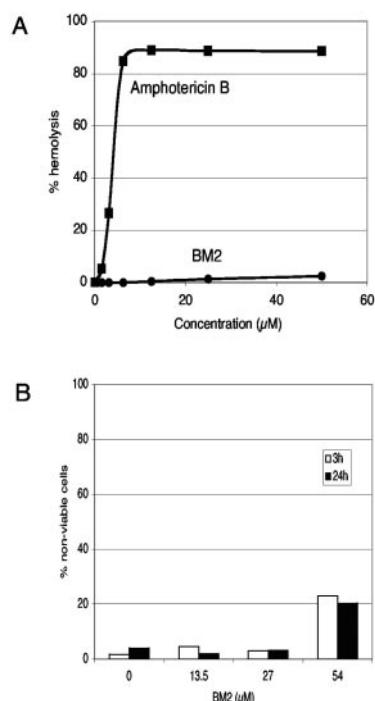 A
100
80
Amphotericin B
60
% hemolysis
40
20
BM2
0
0 20 40 60
Concentration (µM)
B
100
80
3h
24h
60
% non-viable cells
40
20
0
0 13.5 27 54
BM2 (µM)